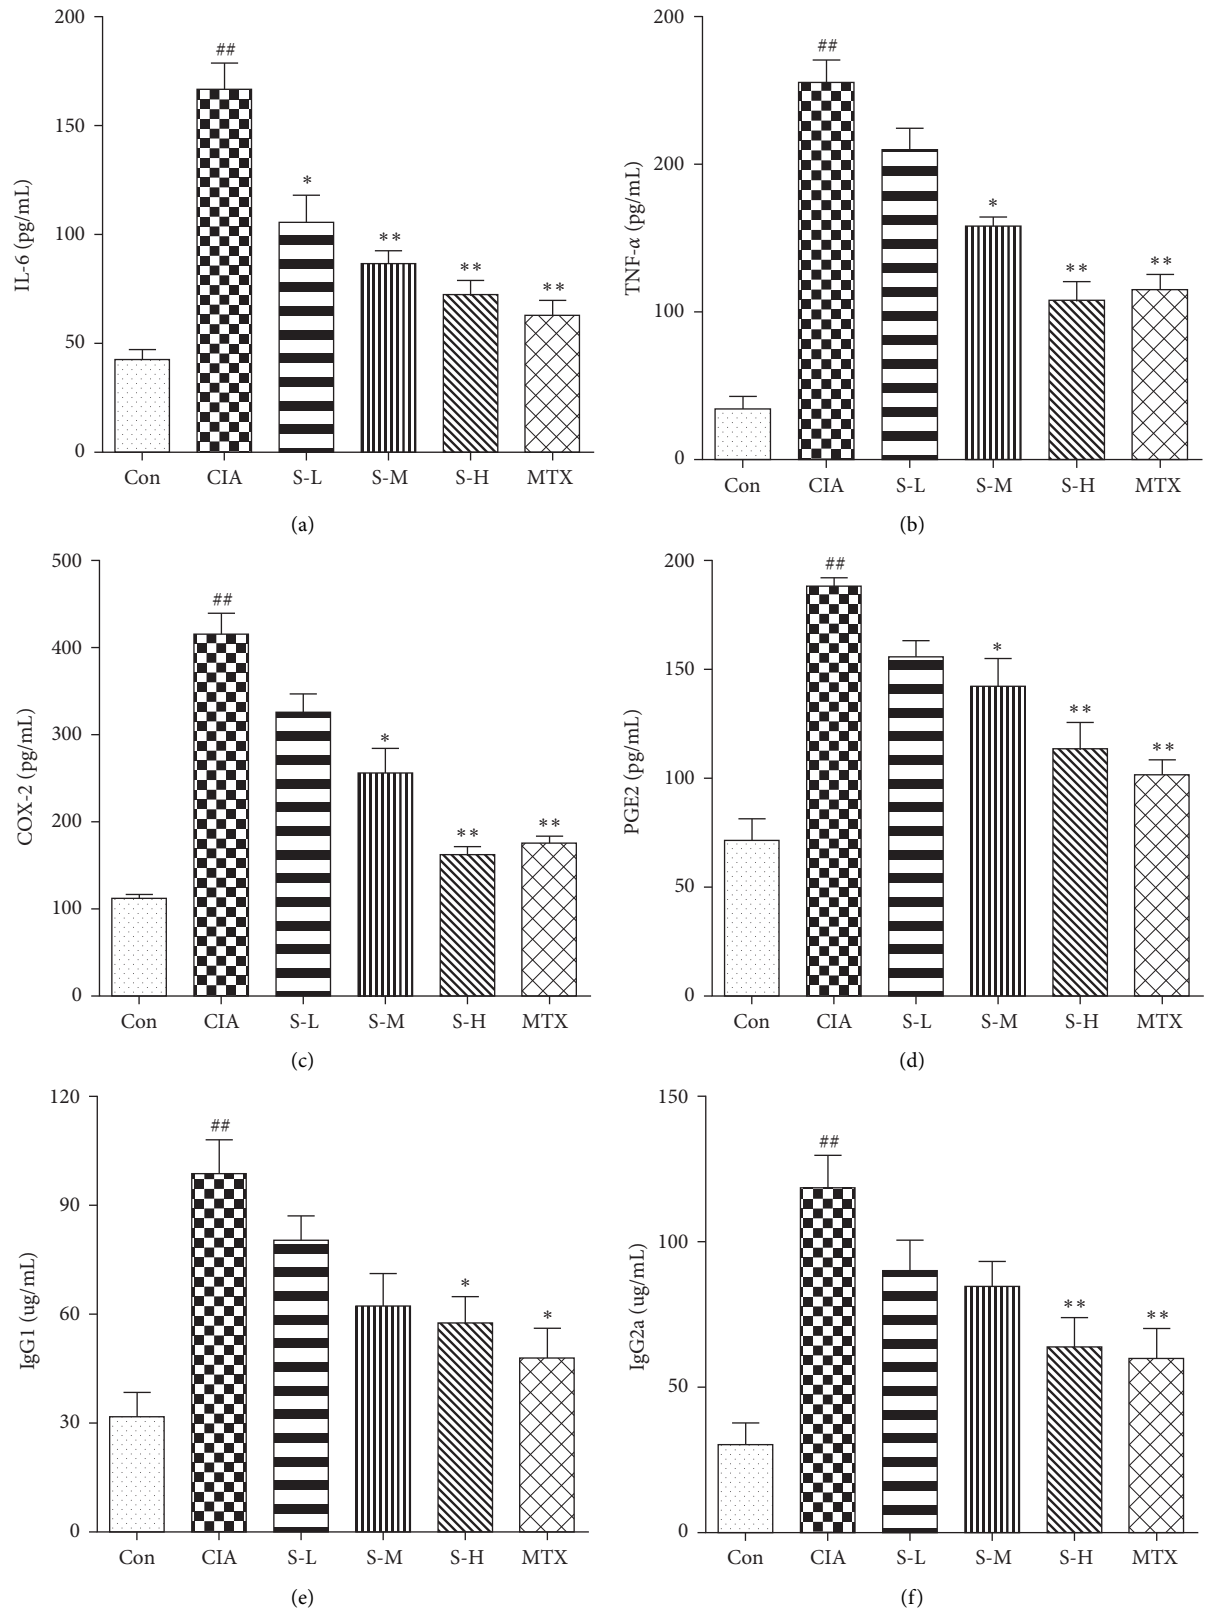 IL-6 (pg/mL)
200
150
100
50
0
##
*
**
**
**
Con CIA S-L S-M S-H MTX
(a)
TNF-α (pg/mL)
200
200
100
0
##
*
**
**
Con CIA S-L S-M S-H MTX
(b)
COX-2 (pg/mL)
500
400
300
200
100
0
##
*
**
**
Con CIA S-L S-M S-H MTX
(c)
PGE2 (pg/mL)
200
150
100
50
0
##
*
**
**
Con CIA S-L S-M S-H MTX
(d)
IgG1 (ug/mL)
120
90
60
30
0
##
*
*
Con CIA S-L S-M S-H MTX
(e)
IgG2a (ug/mL)
150
100
50
0
##
**
**
Con CIA S-L S-M S-H MTX
(f)